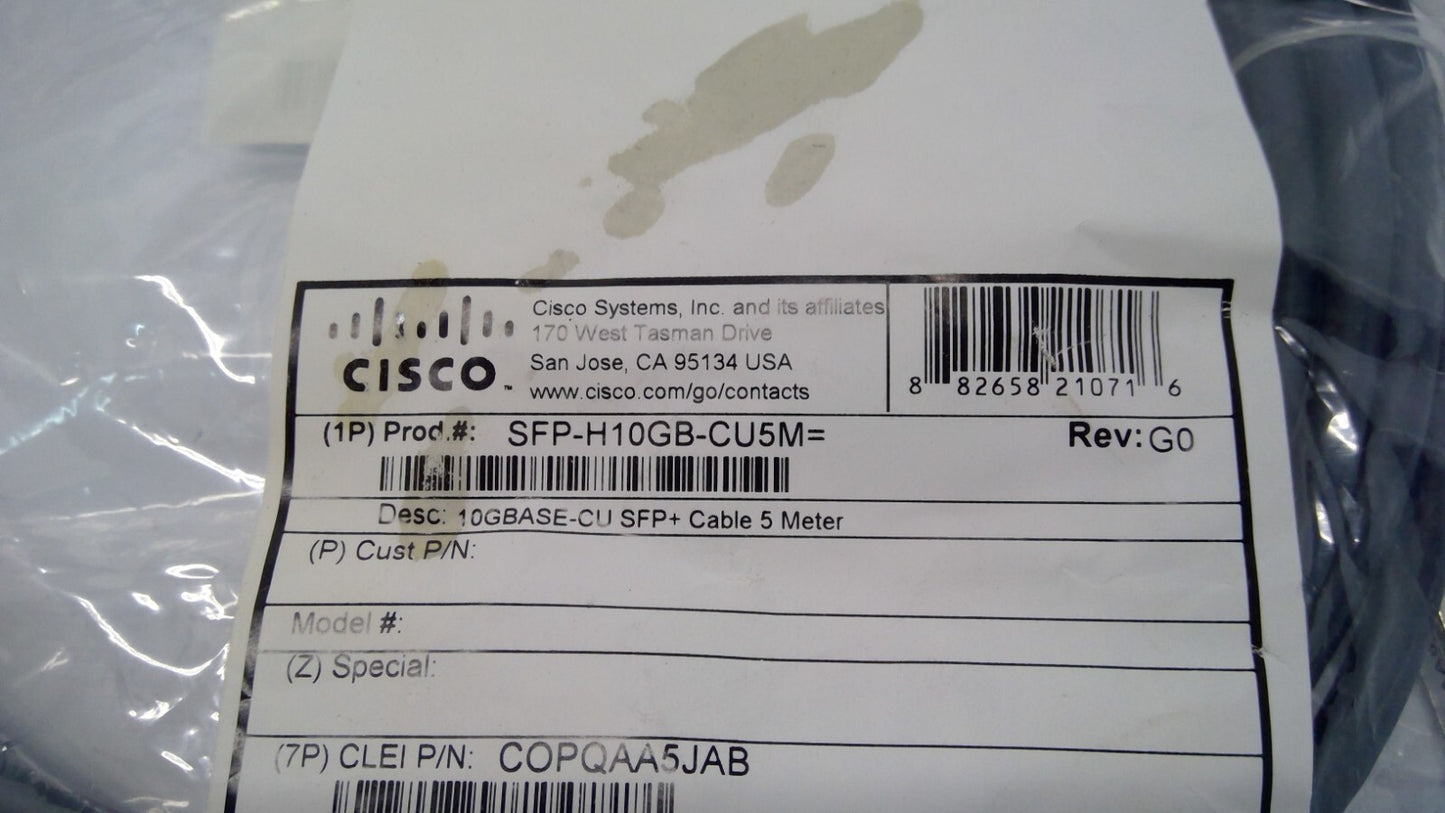 Cisco Systems, Inc. and its affiliates
170 West Tasman Drive
San Jose, CA 95134 USA
www.cisco.com/go/contacts
CISCO™
8 82658 21071 6
(1P) Prod.#: SFP-H10GB-CU5M= Rev: G0
Desc: 10GBASE-CU SFP+ Cable 5 Meter
(P) Cust P/N:
Model #:
(Z) Special:
(7P) CLEI P/N: COPQAA5JAB